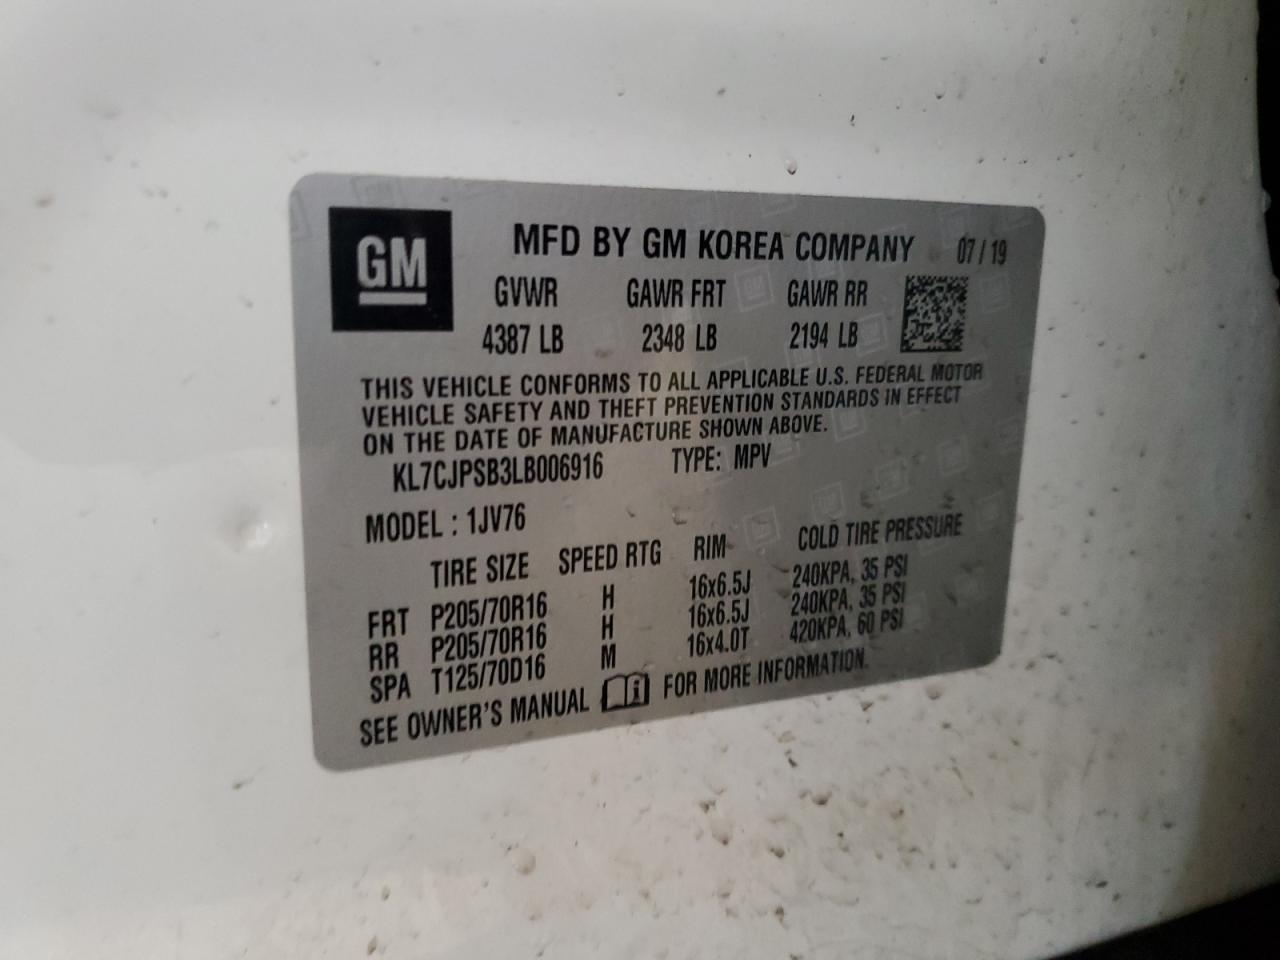 GM
MFD BY GM KOREA COMPANY 07/19
GVWR GAWR FRT GAWR RR
4387 LB 2348 LB 2194 LB
THIS VEHICLE CONFORMS TO ALL APPLICABLE U.S. FEDERAL MOTOR
VEHICLE SAFETY AND THEFT PREVENTION STANDARDS IN EFFECT
ON THE DATE OF MANUFACTURE SHOWN ABOVE.
KL7CJPSB3LB006916 TYPE: MPV
MODEL : 1JV76
TIRE SIZE SPEED RTG RIM COLD TIRE PRESSURE
FRT P205/70R16 H 16x6.5J 240KPA, 35 PSI
RR P205/70R16 H 16x6.5J 240KPA, 35 PSI
SPA T125/70D16 M 16x4.0T 420KPA, 60 PSI
SEE OWNER'S MANUAL FOR MORE INFORMATION.